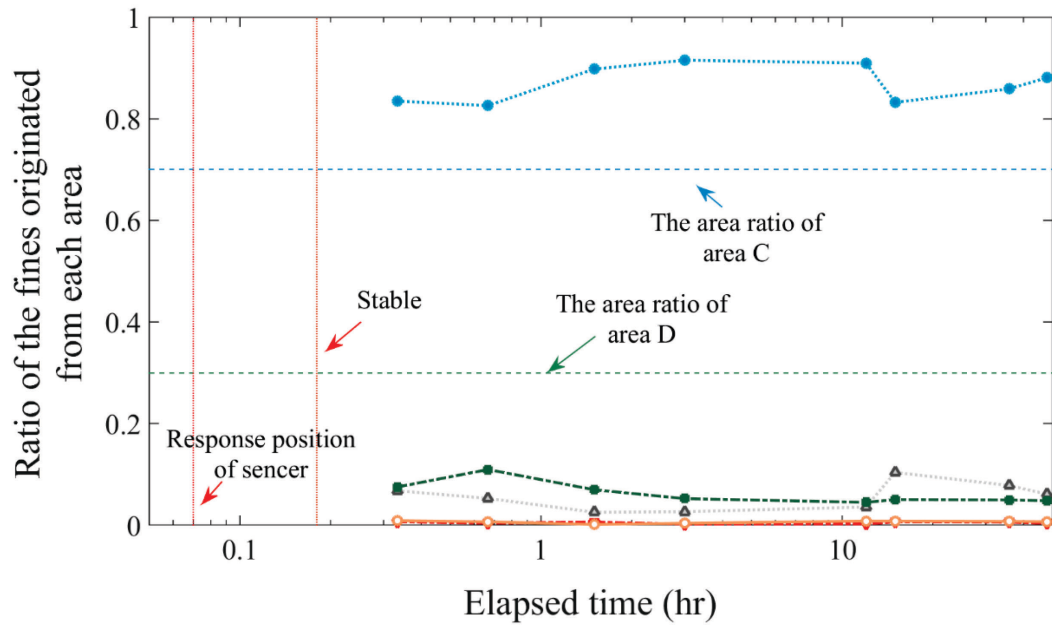 Ratio of the fines originated
from each area
1
0.8
0.6
0.4
0.2
0
The area ratio of
area C
Stable
The area ratio of
area D
Response position
of sencer
0.1
1
10
Elapsed time (hr)